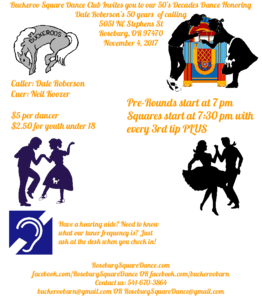 Buckeroo Square Dance Club Invites you to our 50's Decades Dance Honoring
Dale Roberson's 50 years of calling
5051 NE Stephens St
Roseburg, OR 97470
November 4, 2017
BUCKEROOS
Caller: Dale Roberson
Cuer: Neil Koozer
$5 per dancer
$2.50 for youth under 18
Pre-Rounds start at 7 pm
Squares start at 7:30 pm with
every 3rd tip PLUS
Have a hearing aide? Need to know
what our tuner frequency is? Just
ask at the desk when you check in!
RoseburgSquareDance.com
facebook.com/RoseburgSquareDance OR facebook.com/buckeroobarn
Contact us: 541-670-3864
buckeroobarn@gmail.com OR RoseburgSquareDance@gmail.com